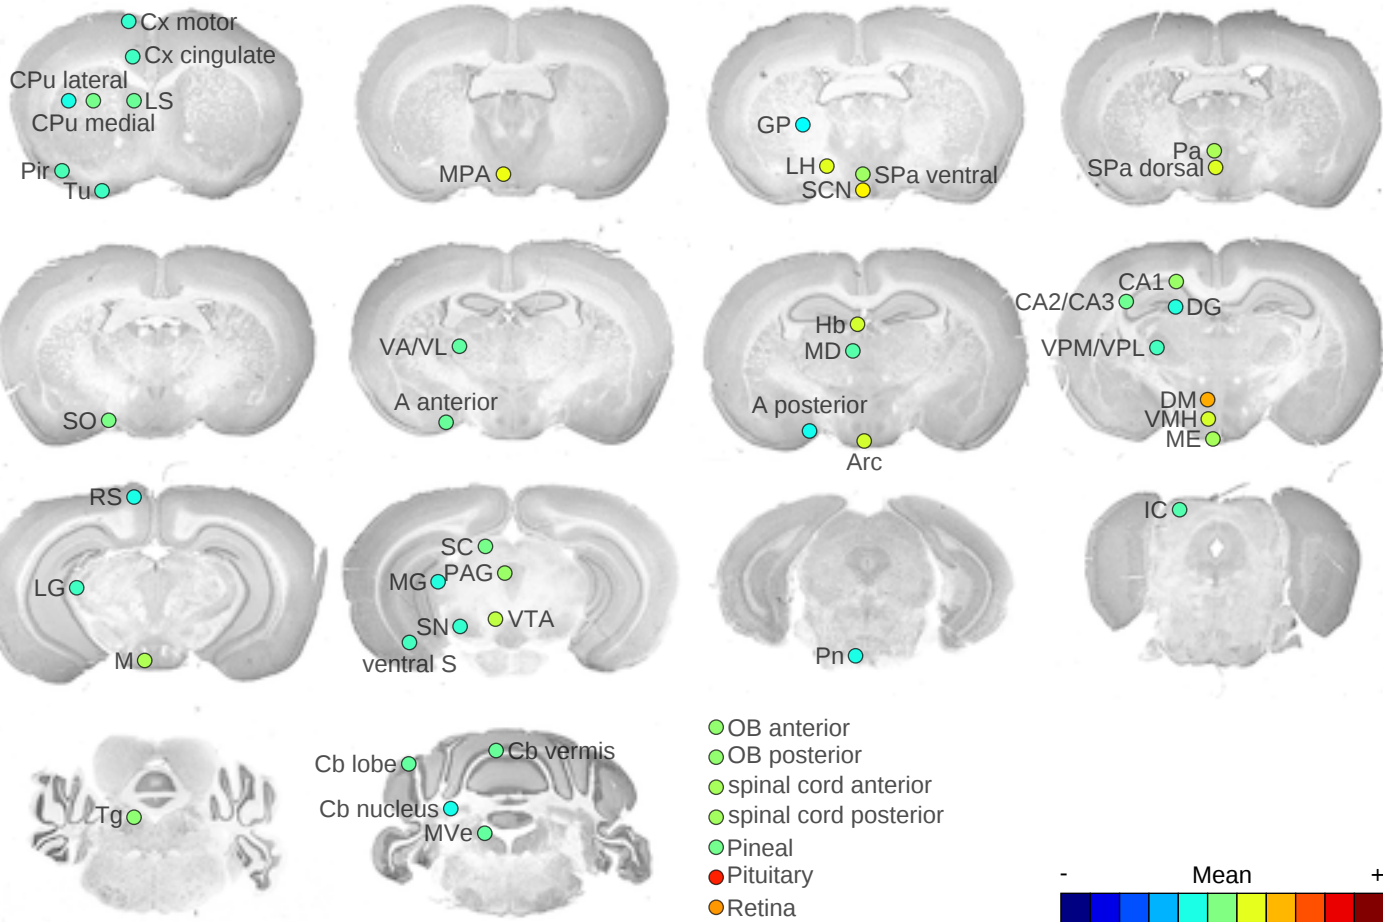 Cx motor
Cx cingulate
CPu lateral
LS
CPu medial
Pir
Tu
MPA
GP
LH
SPa ventral
SCN
Pa
SPa dorsal
SO
VA/VL
A anterior
Hb
MD
A posterior
Arc
CA1
CA2/CA3
DG
VPM/VPL
DM
VMH
ME
RS
LG
M
SC
MG
PAG
SN
VTA
ventral S
Pn
IC
Tg
Cb lobe
Cb vermis
Cb nucleus
MVe
OB anterior
OB posterior
spinal cord anterior
spinal cord posterior
Pineal
Pituitary
Retina
- Mean +